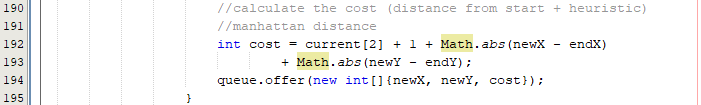 190 //calculate the cost (distance from start + heuristic)
191 //manhattan distance
192 int cost = current[2] + 1 + Math.abs(newX - endX)
193 + Math.abs(newY - endY);
194 queue.offer(new int[]{newX, newY, cost});
195 }